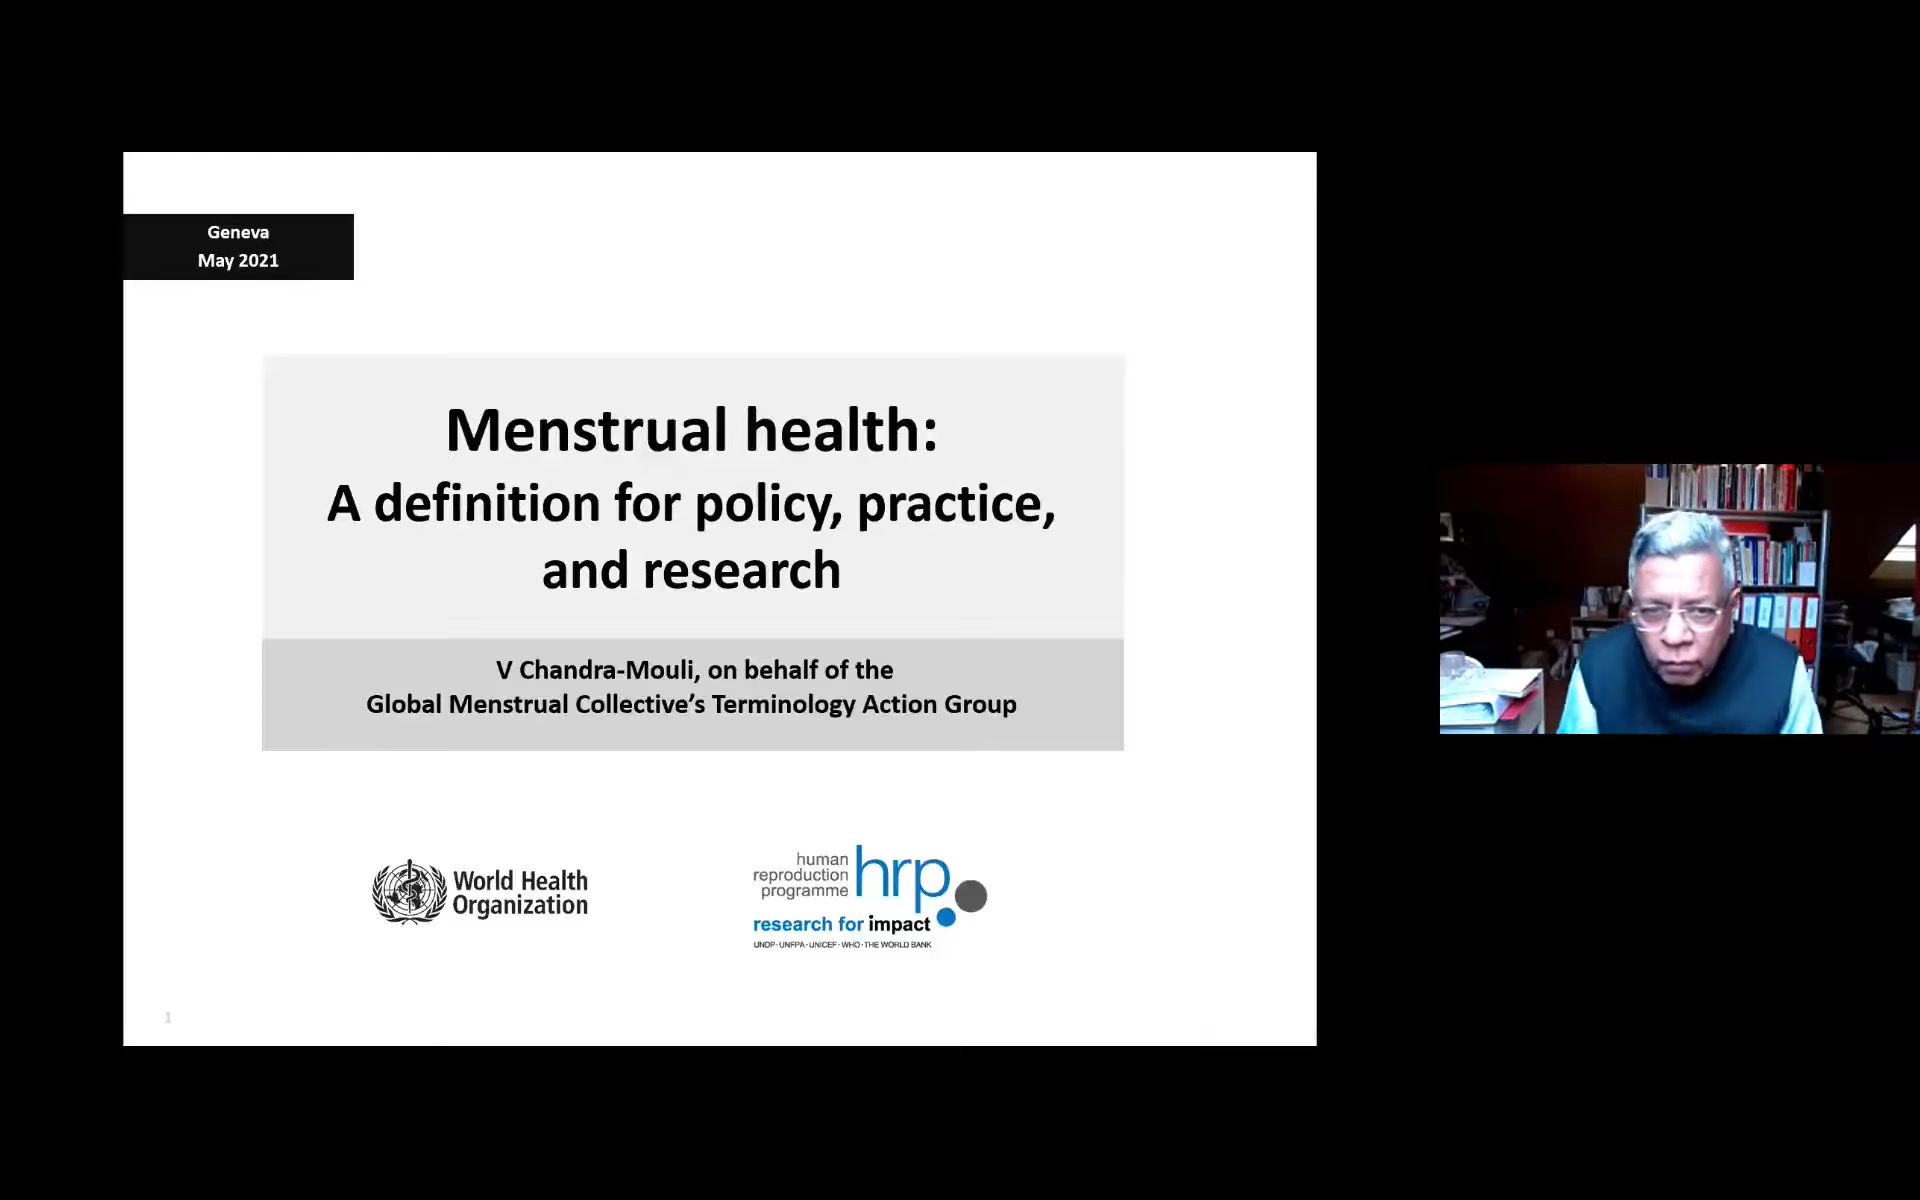 Geneva
May 2021
Menstrual health:
A definition for policy, practice,
and research
V Chandra-Mouli, on behalf of the
Global Menstrual Collective’s Terminology Action Group
World Health
Organization
human
reproduction
programme
hrp
research for impact
UNDP·UNFPA·UNICEF·WHO·THE WORLD BANK
1